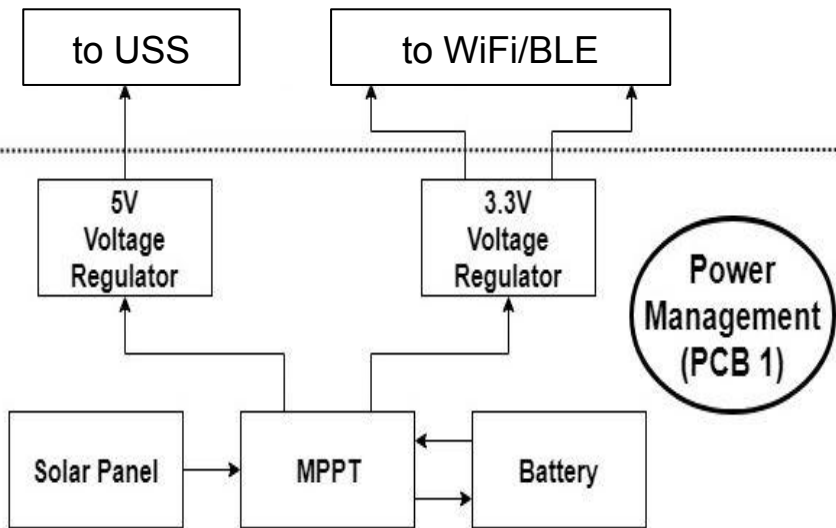 to USS
to WiFi/BLE
5V
Voltage
Regulator
3.3V
Voltage
Regulator
Power
Management
(PCB 1)
Solar Panel
MPPT
Battery